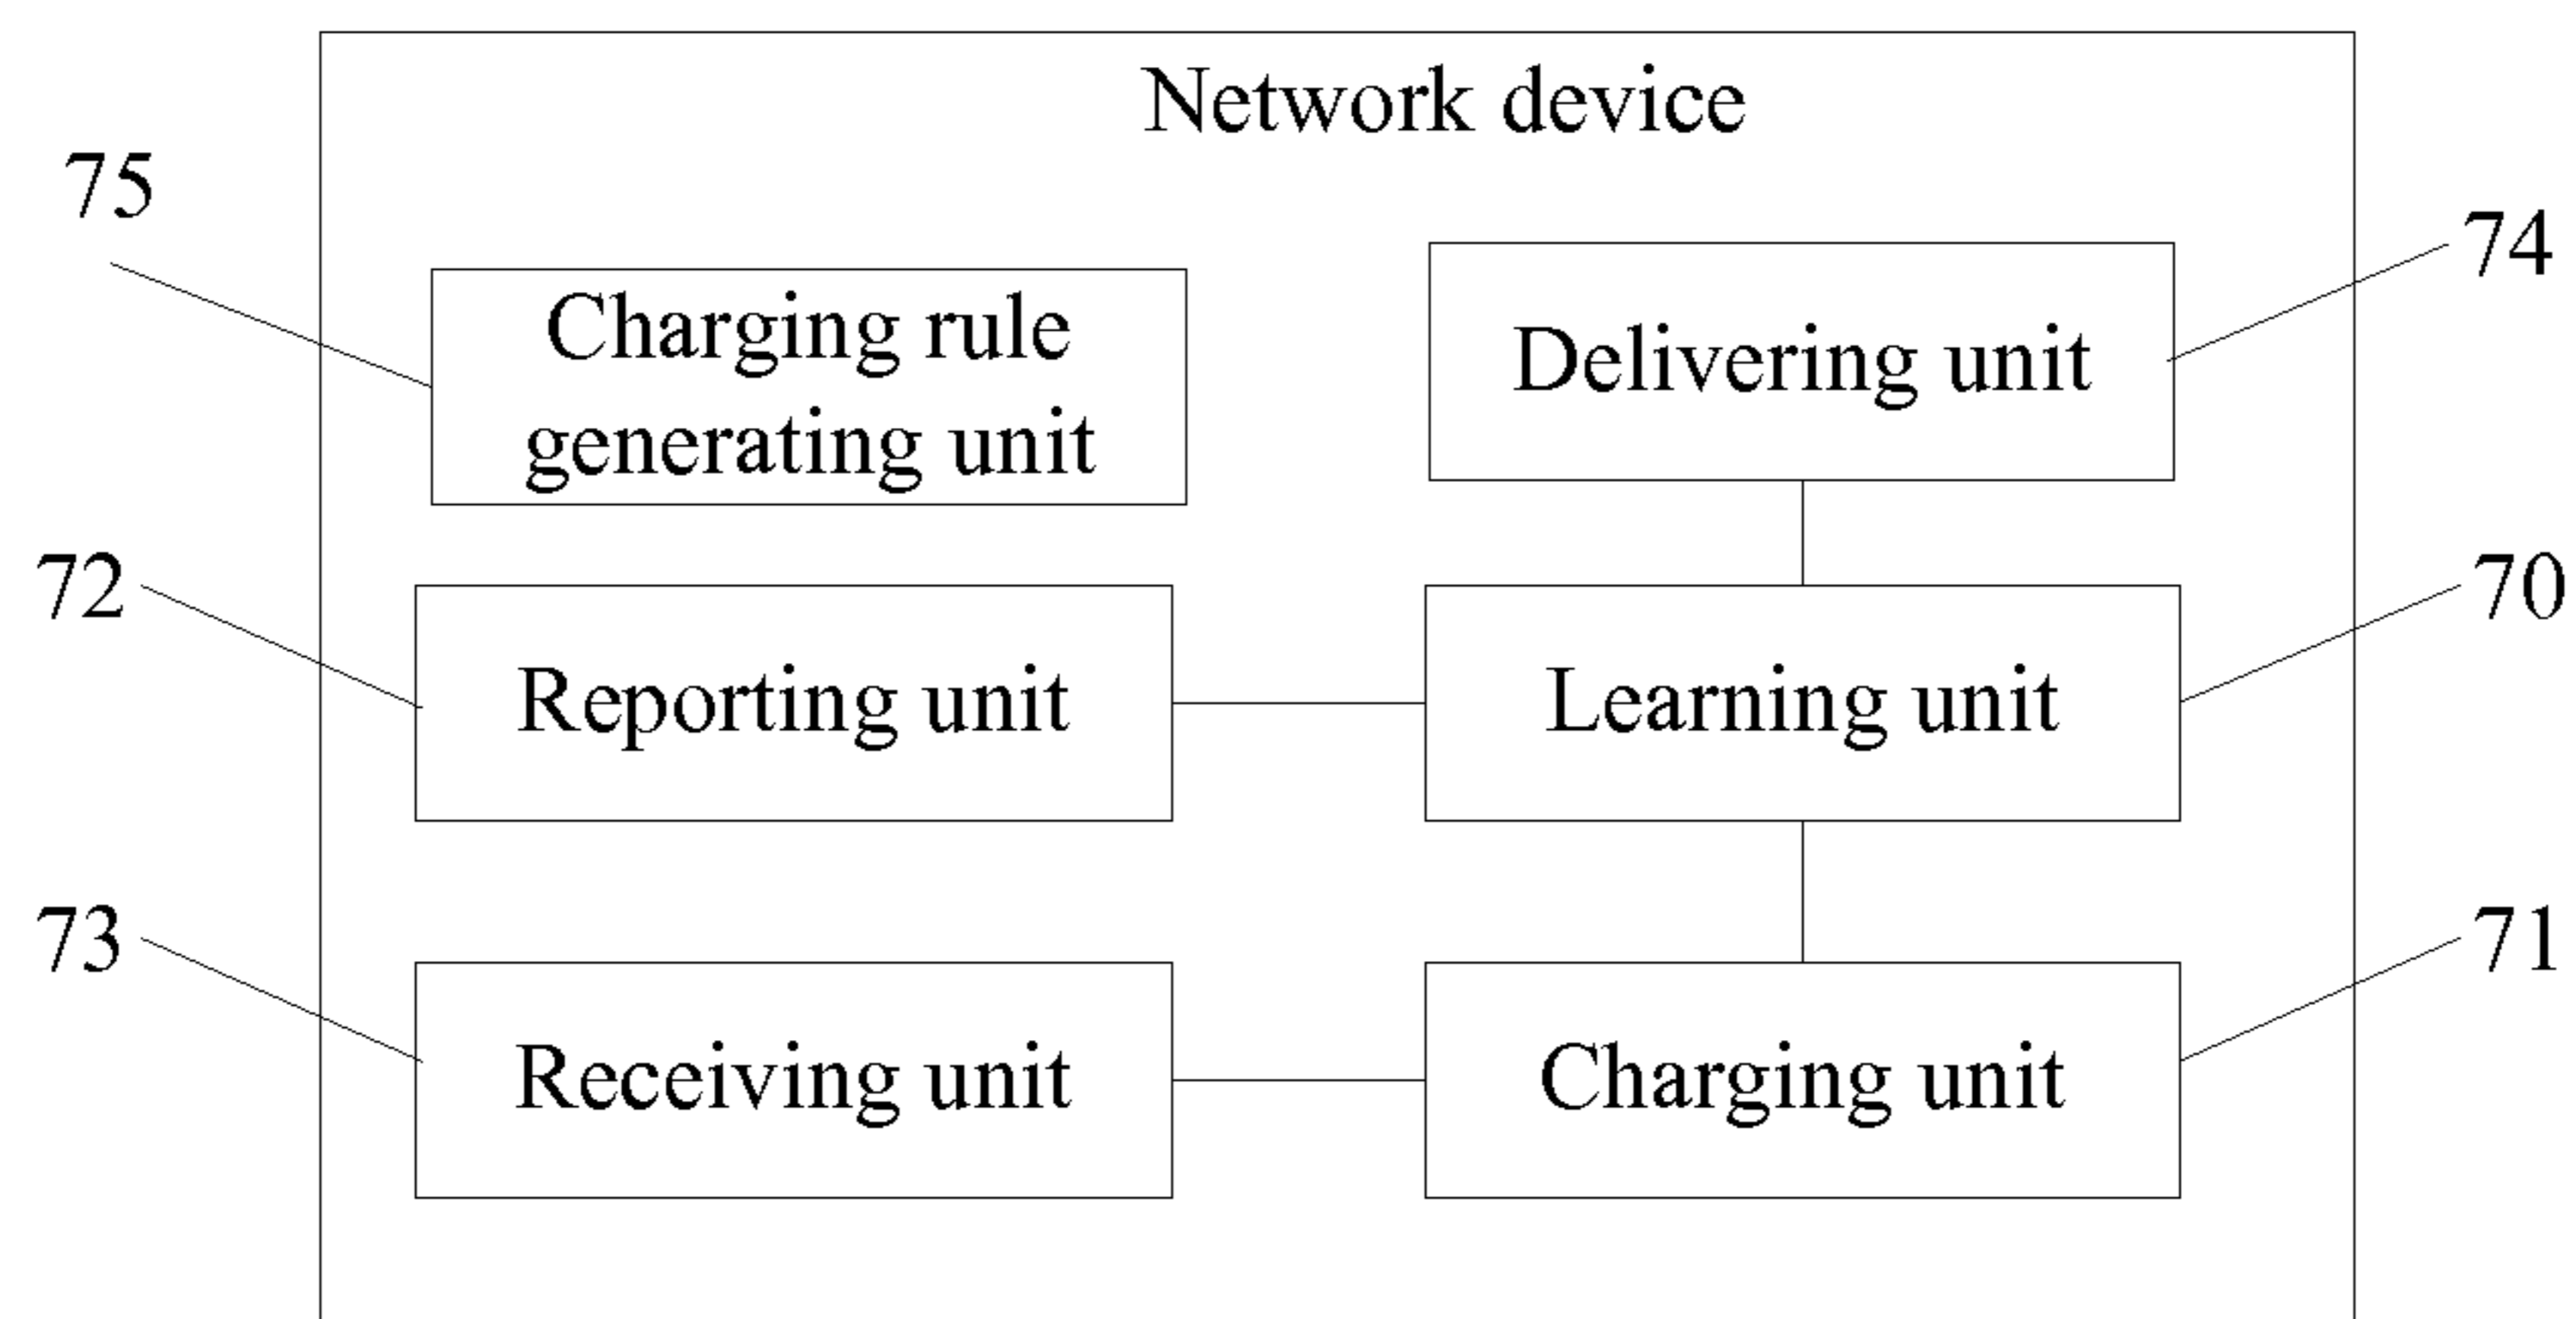 Network device
75
Charging rule
generating unit
Delivering unit
74
72
Reporting unit
Learning unit
70
73
Receiving unit
Charging unit
71